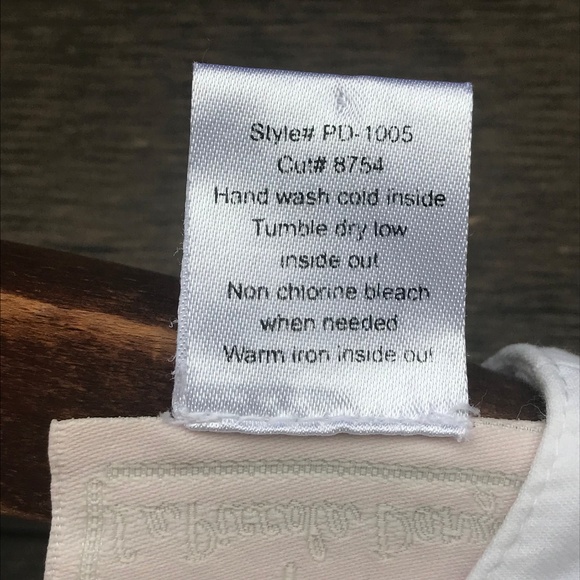 Style# PD-1005
Cut# 8754
Hand wash cold inside
Tumble dry low
inside out
Non chlorine bleach
when needed
Warm iron inside out